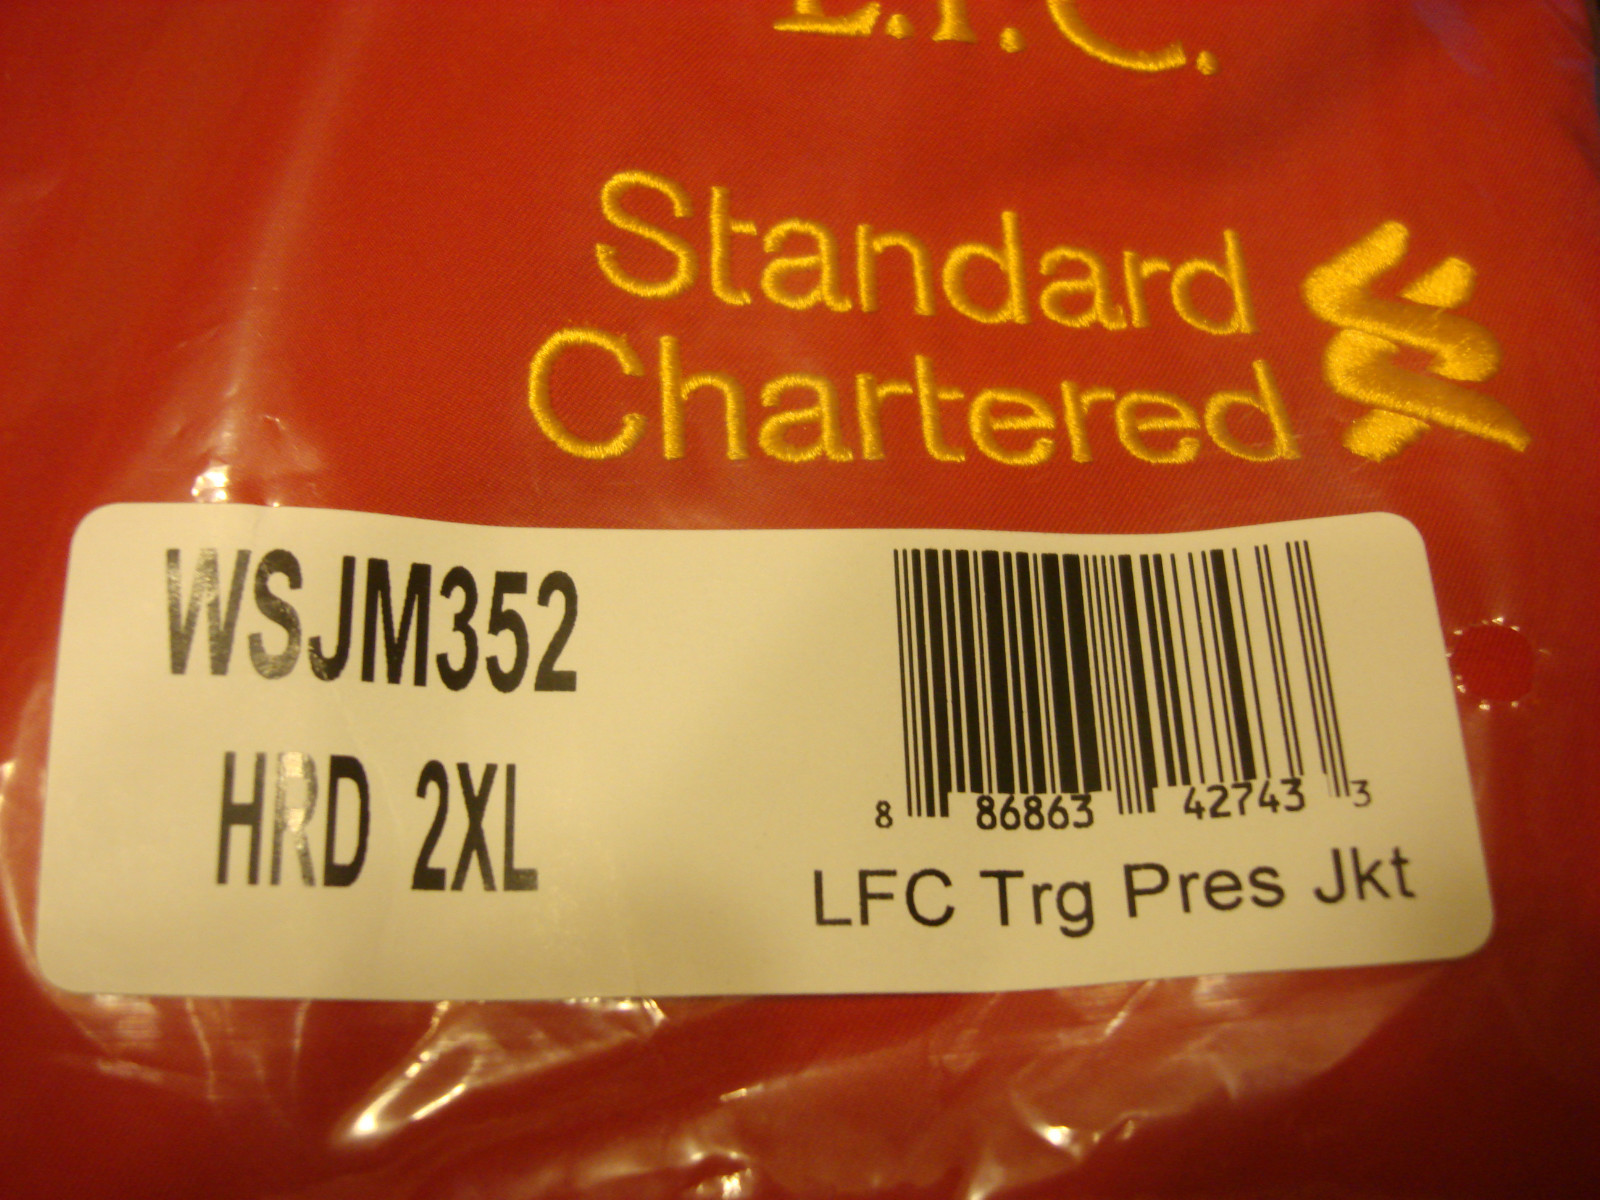 L.F.C.
Standard
Chartered
WSJM352
HRD 2XL
8 86863 42743 3
LFC Trg Pres Jkt